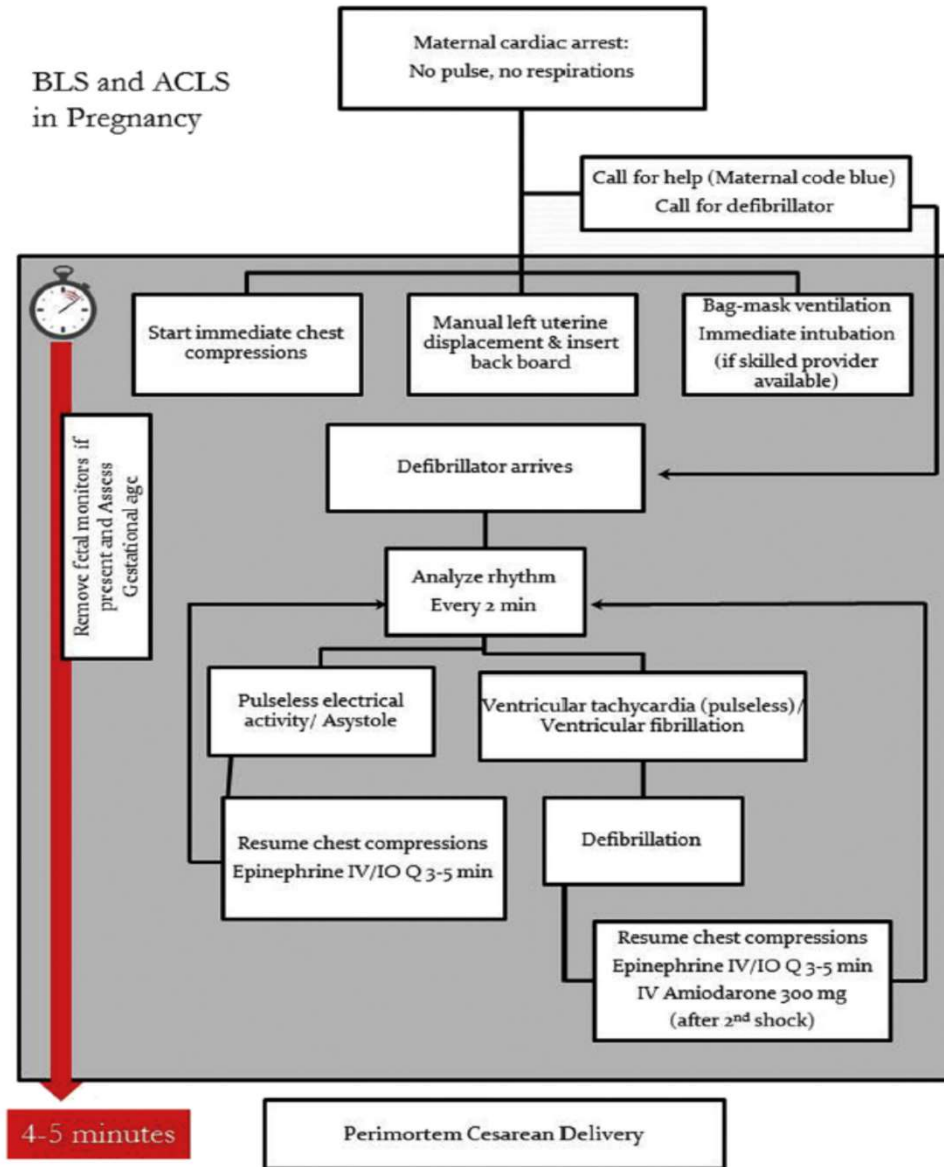 BLS and ACLS
in Pregnancy
Maternal cardiac arrest:
No pulse, no respirations
Call for help (Maternal code blue)
Call for defibrillator
Start immediate chest
compressions
Manual left uterine
displacement & insert
back board
Bag-mask ventilation
Immediate intubation
(if skilled provider
available)
Remove fetal monitors if
present and Assess
Gestational age
Defibrillator arrives
Analyze rhythm
Every 2 min
Pulseless electrical
activity/ Asystole
Ventricular tachycardia (pulseless)/
Ventricular fibrillation
Resume chest compressions
Epinephrine IV/IO Q 3-5 min
Defibrillation
Resume chest compressions
Epinephrine IV/IO Q 3-5 min
IV Amiodarone 300 mg
(after 2nd shock)
4-5 minutes
Perimortem Cesarean Delivery